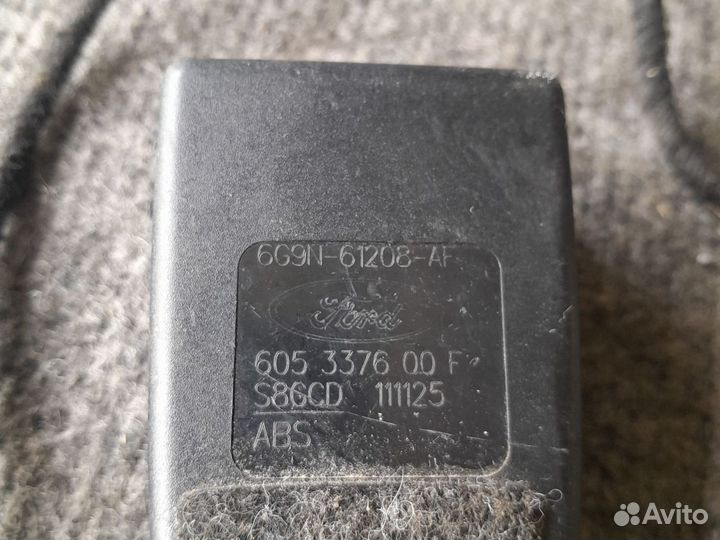 6G9N-61208-AF
Ford
605 3376 00 F
S86CD 111125
ABS
Avito